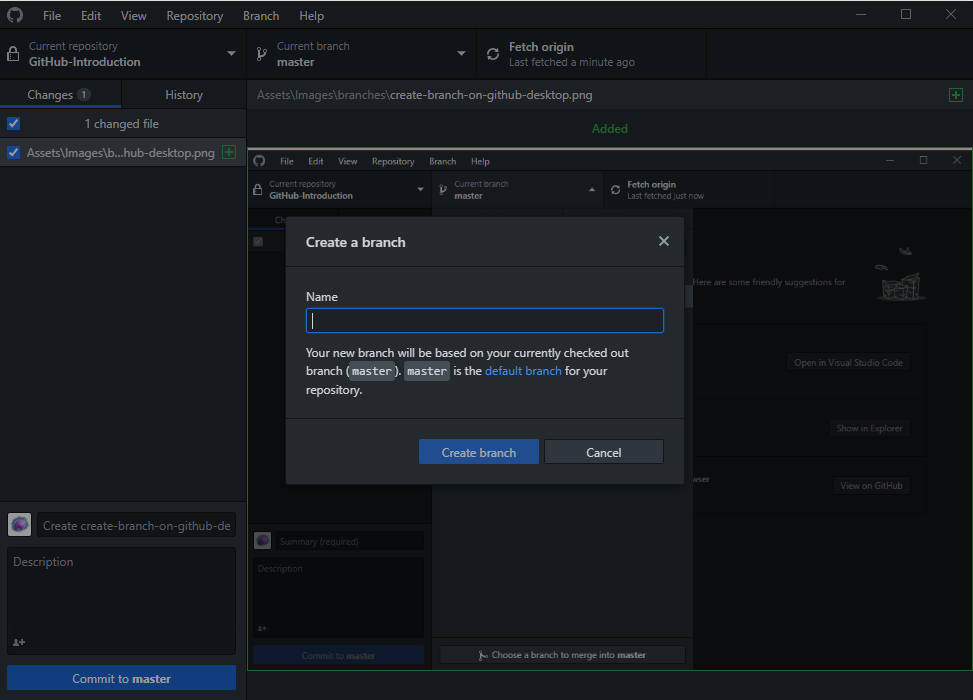 File Edit View Repository Branch Help
Current repository
GitHub-Introduction
Current branch
master
Fetch origin
Last fetched a minute ago
Changes 1
History
Assets\Images\branches\create-branch-on-github-desktop.png
1 changed file
Added
Assets\Images\b...hub-desktop.png
File Edit View Repository Branch Help
Current repository
GitHub-Introduction
Current branch
master
Fetch origin
Last fetched just now
Create a branch
Here are some friendly suggestions for
Name
Your new branch will be based on your currently checked out
branch (master). master is the default branch for your
repository.
Open in Visual Studio Code
Show in Explorer
Create branch
Cancel
View on GitHub
Summary (required)
Description
Commit to master
Choose a branch to merge into master
Create create-branch-on-github-de
Description
Commit to master